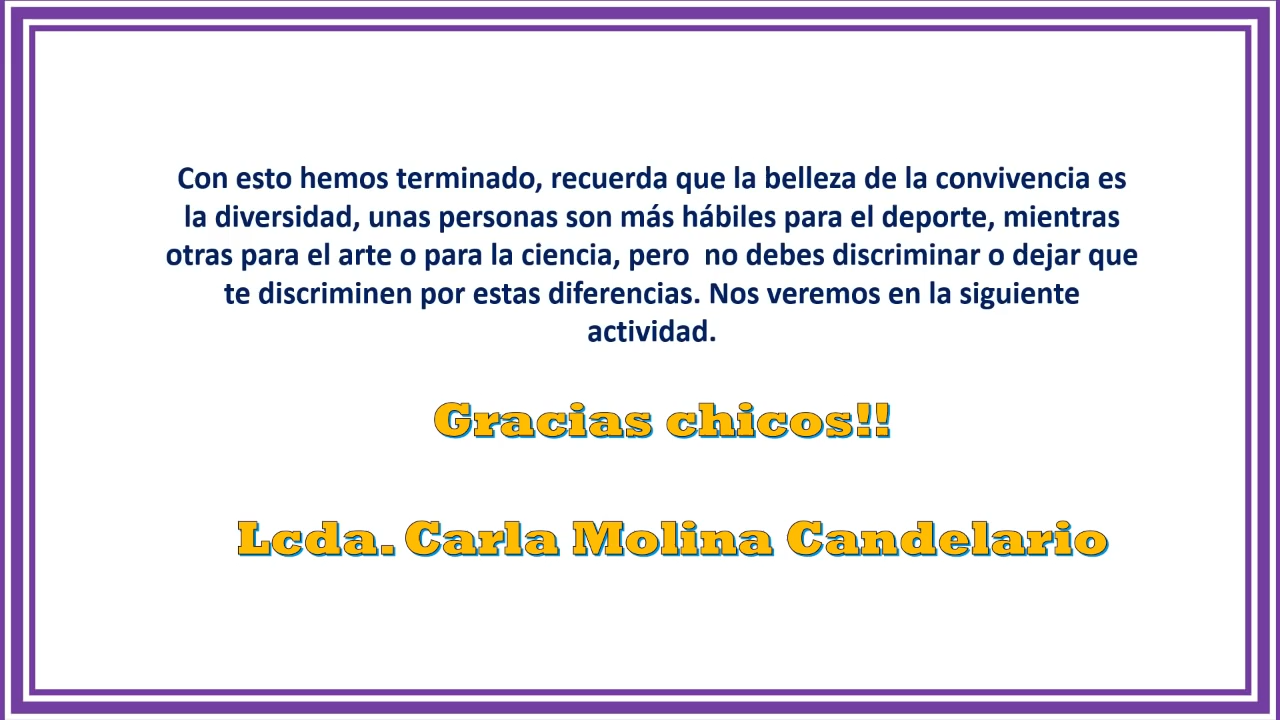 Con esto hemos terminado, recuerda que la belleza de la convivencia es
la diversidad, unas personas son más hábiles para el deporte, mientras
otras para el arte o para la ciencia, pero  no debes discriminar o dejar que
te discriminen por estas diferencias. Nos veremos en la siguiente
actividad.
Gracias chicos!!
Lcda. Carla Molina Candelario